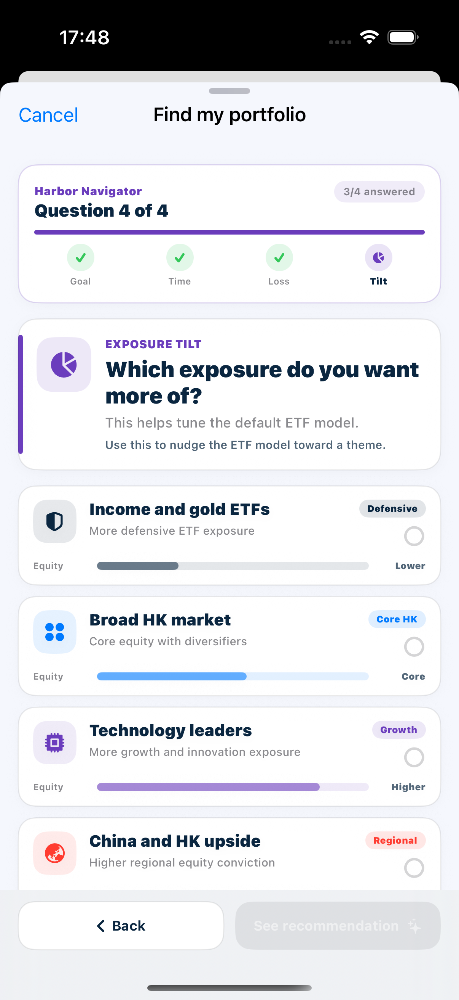 17:48
Cancel
Find my portfolio
Harbor Navigator
3/4 answered
Question 4 of 4
Goal
Time
Loss
Tilt
EXPOSURE TILT
Which exposure do you want
more of?
This helps tune the default ETF model.
Use this to nudge the ETF model toward a theme.
Income and gold ETFs
Defensive
More defensive ETF exposure
Equity
Lower
Broad HK market
Core HK
Core equity with diversifiers
Equity
Core
Technology leaders
Growth
More growth and innovation exposure
Equity
Higher
China and HK upside
Regional
Higher regional equity conviction
Back
See recommendation